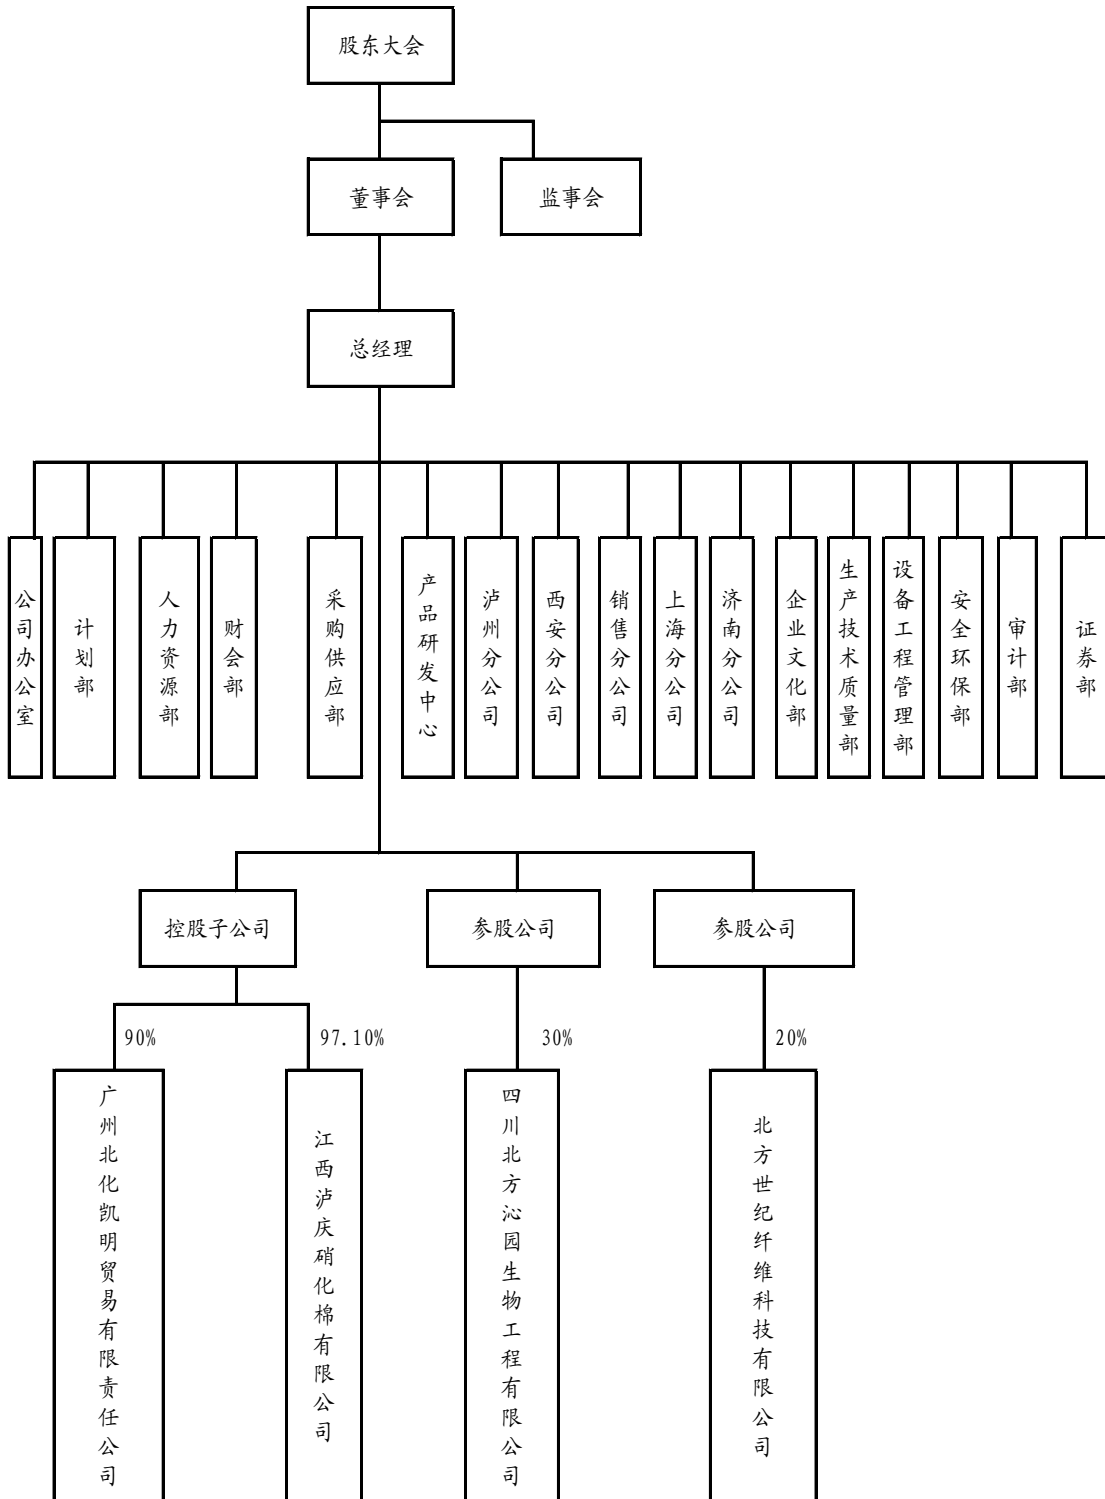 股东大会
董事会
监事会
总经理
公司办公室
计划部
人力资源部
财会部
采购供应部
产品研发中心
泸州分公司
西安分公司
销售分公司
上海分公司
济南分公司
企业文化部
生产技术质量部
设备工程管理部
安全环保部
审计部
证券部
控股子公司
参股公司
参股公司
90%
97.10%
30%
20%
广州北化凯明贸易有限责任公司
江西泸庆硝化棉有限公司
四川北方沁园生物工程有限公司
北方世纪纤维科技有限公司